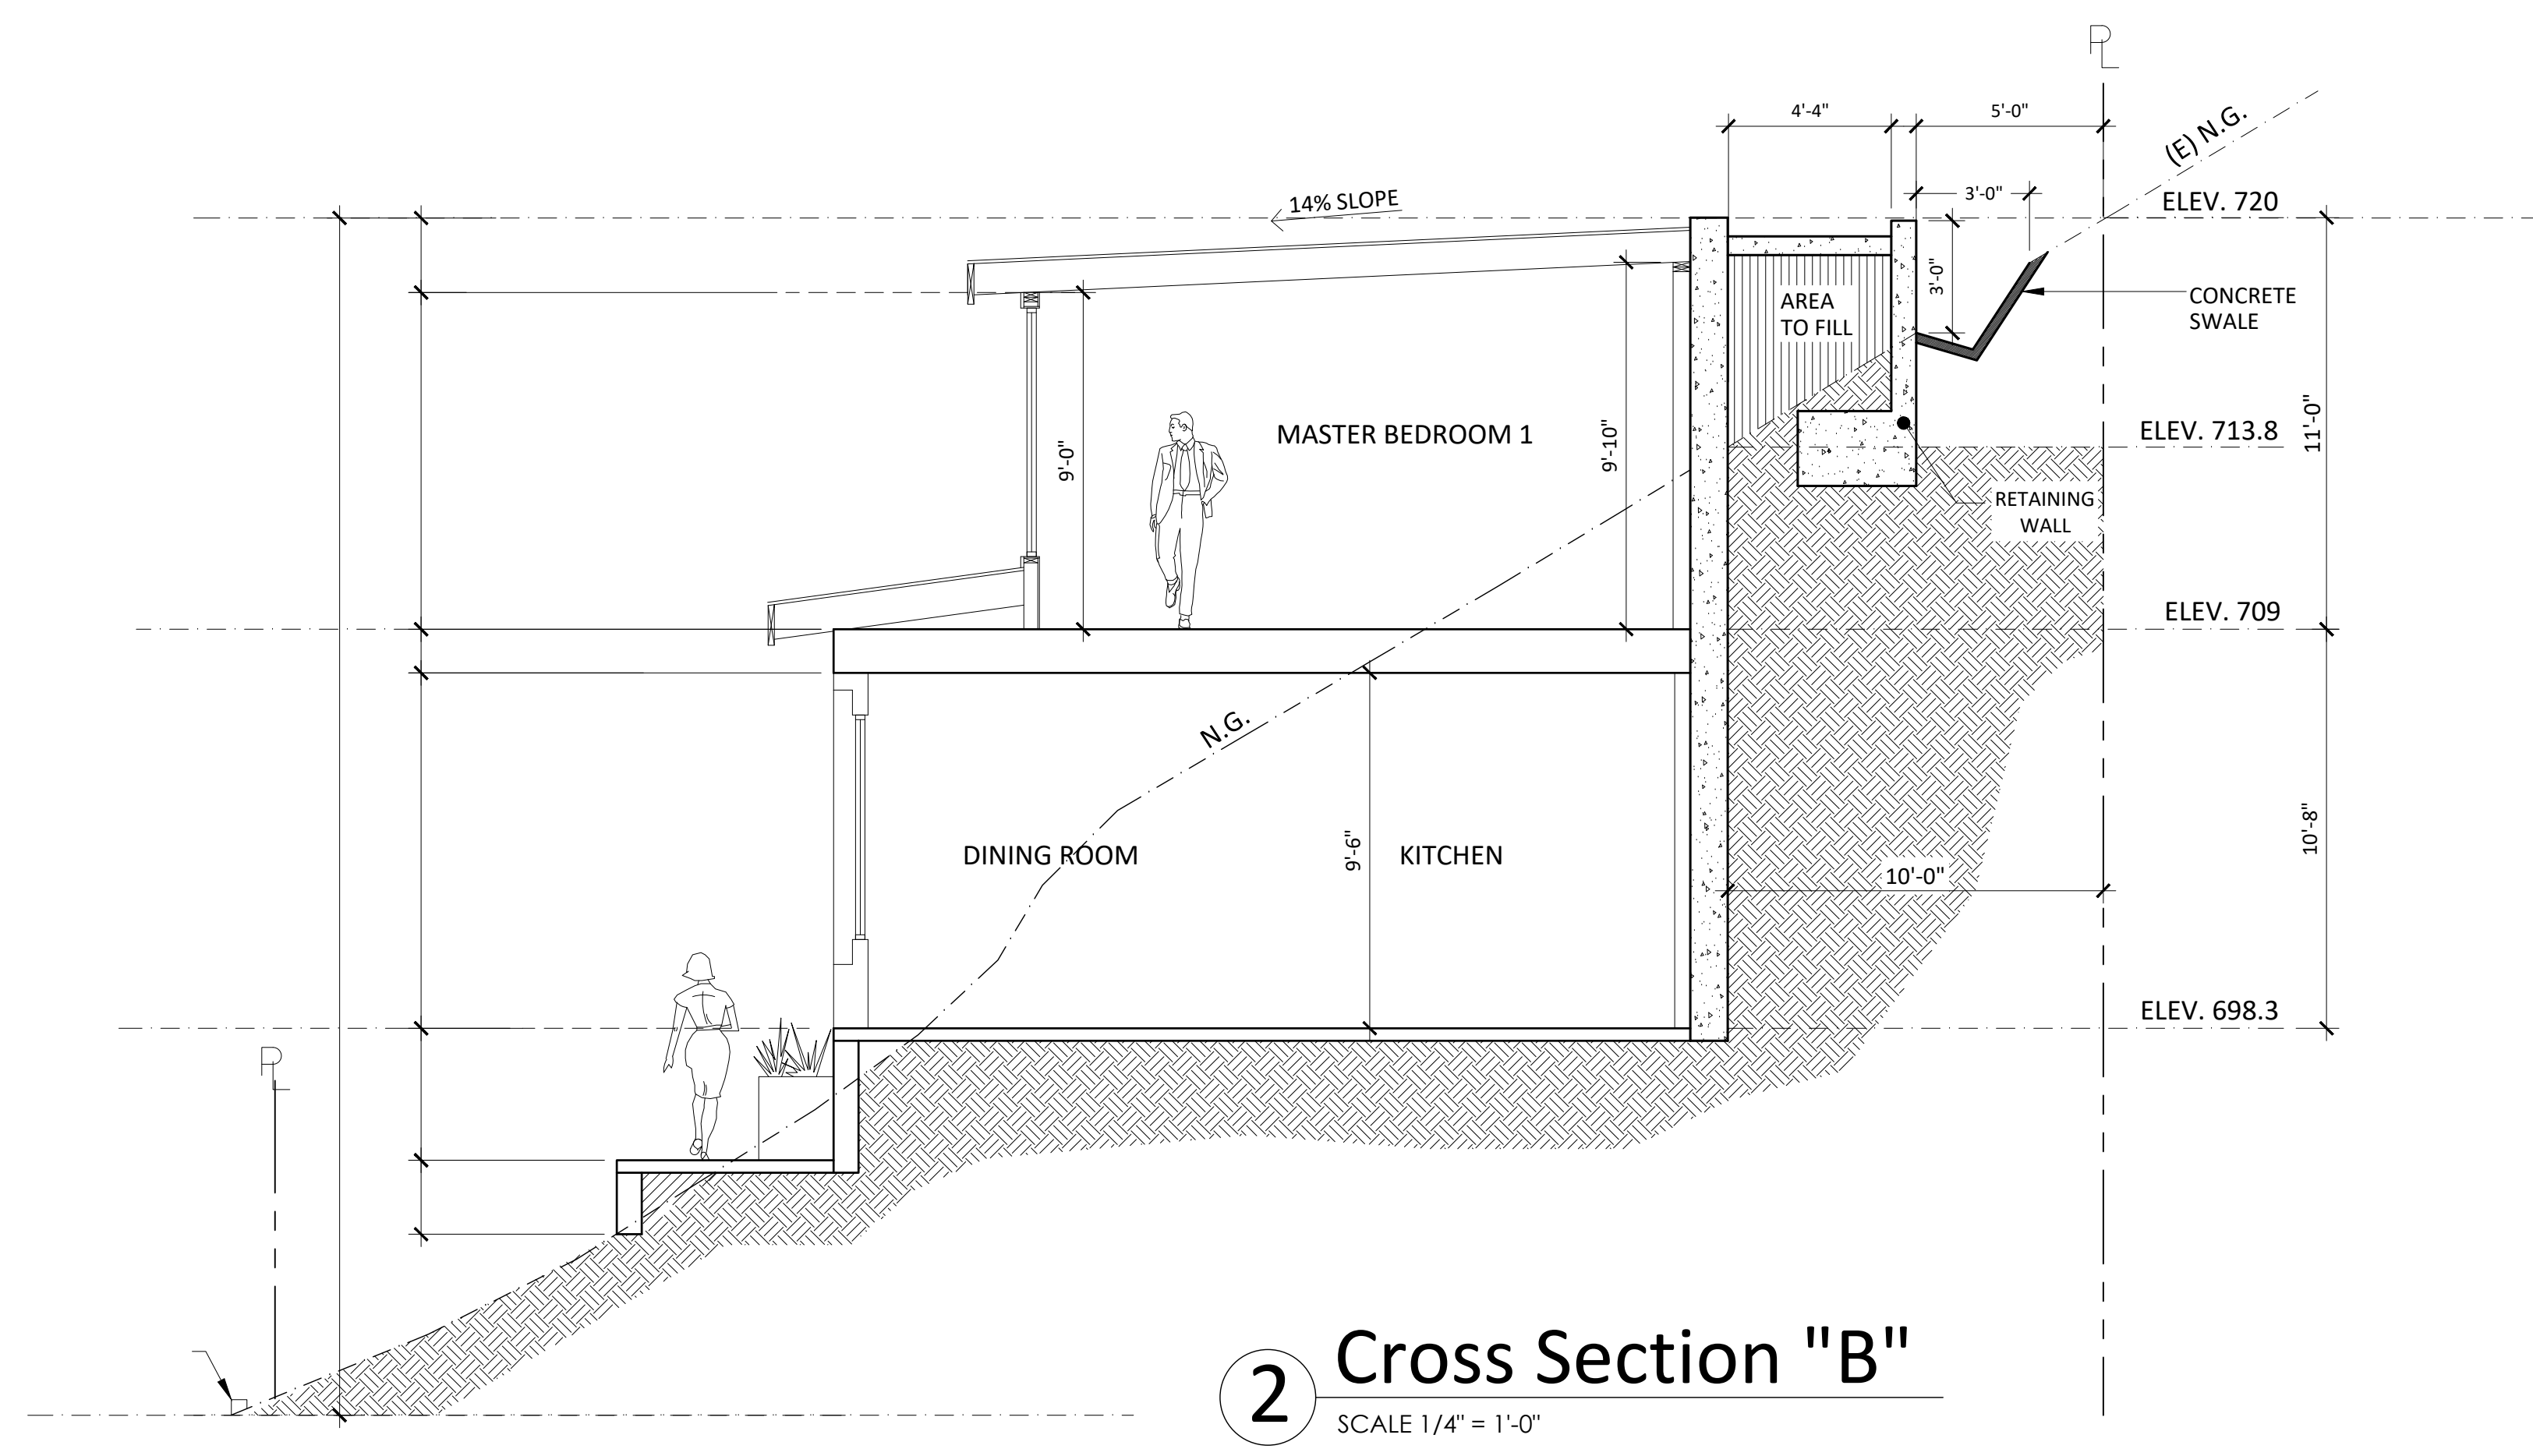 PL
4'-4"
5'-0"
(E) N.G.
14% SLOPE
3'-0"
ELEV. 720
3'-0"
AREA
TO FILL
CONCRETE
SWALE
MASTER BEDROOM 1
9'-0"
9'-10"
ELEV. 713.8
11'-0"
RETAINING
WALL
ELEV. 709
N.G.
DINING ROOM
9'-6"
KITCHEN
10'-0"
10'-8"
ELEV. 698.3
PL
2
Cross Section "B"
SCALE 1/4" = 1'-0"